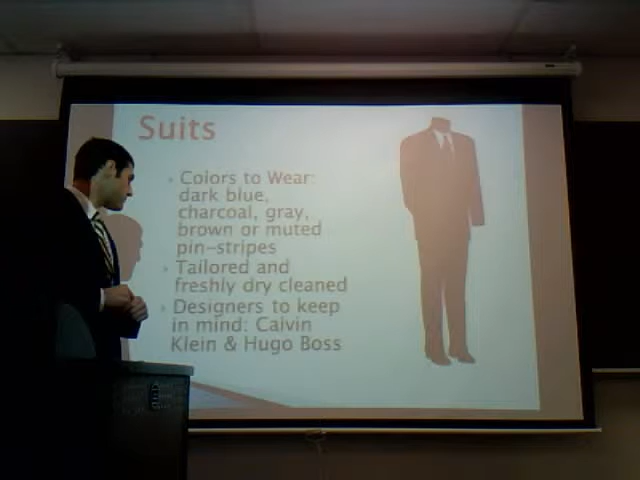 Suits
Colors to Wear:
dark blue,
charcoal, gray,
brown or muted
pin-stripes
Tailored and
freshly dry cleaned
Designers to keep
in mind: Calvin
Klein & Hugo Boss